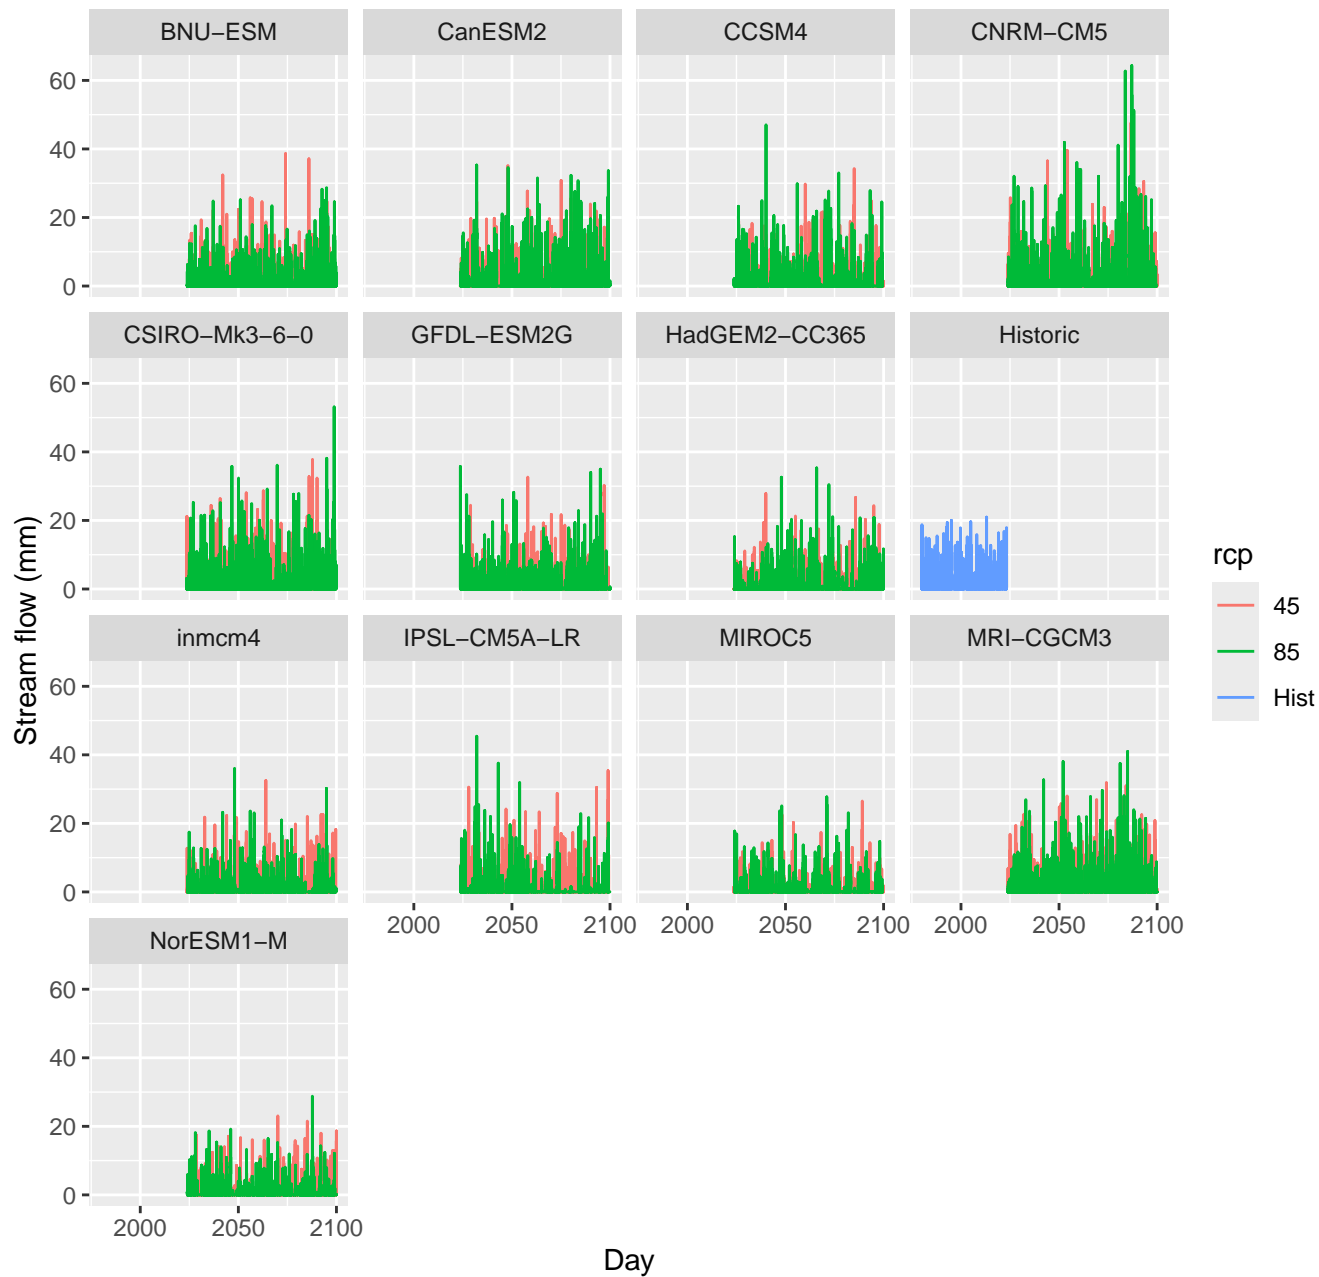 BNU−ESM CanESM2 CCSM4 CNRM−CM5
60
40
20
0
CSIRO−Mk3−6−0 GFDL−ESM2G HadGEM2−CC365 Historic
60
40
20
0
inmcm4 IPSL−CM5A−LR MIROC5 MRI−CGCM3
60
40
20
0
2000 2050 2100 2000 2050 2100 2000 2050 2100
NorESM1−M
60
40
20
0
2000 2050 2100
Day
Stream flow (mm)
rcp
45
85
Hist